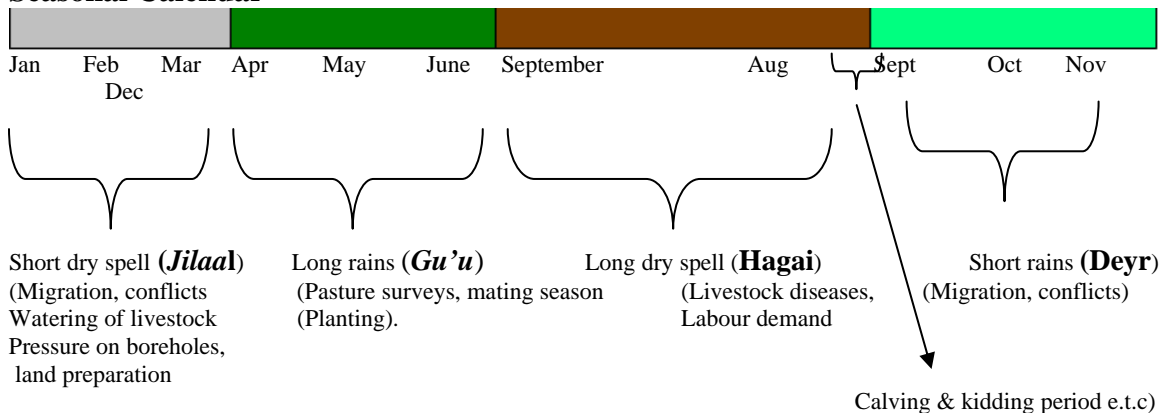 Seasonal Calendar
Jan Feb Mar Apr May June September Aug Sept Oct Nov
Dec
Short dry spell (Jilaal) Long rains (Gu’u) Long dry spell (Hagai) Short rains (Deyr)
(Migration, conflicts (Pasture surveys, mating season (Livestock diseases, (Migration, conflicts)
Watering of livestock (Planting). Labour demand
Pressure on boreholes,
land preparation
Calving & kidding period e.t.c)